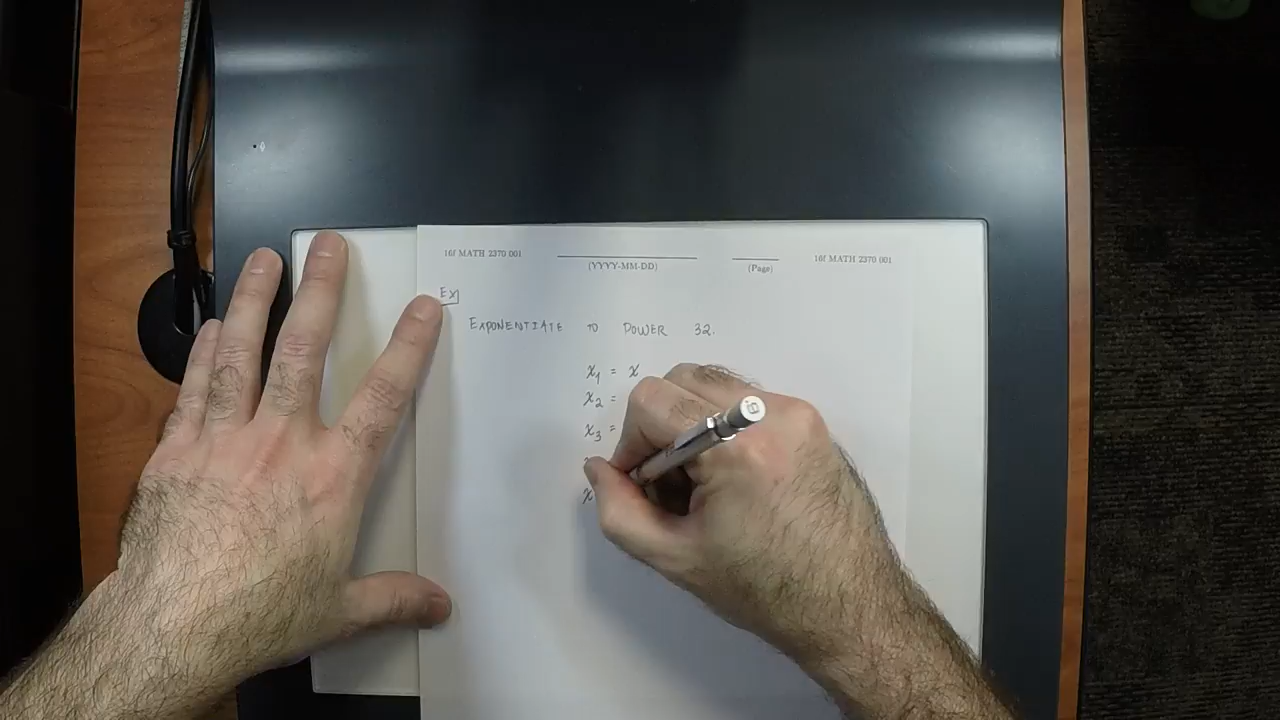 16f MATH 2370 001 (YYYY-MM-DD) (Page) 16f MATH 2370 001
EX
EXPONENTIATE TO POWER 32.
x₁ = x
x₂ =
x₃ =
x